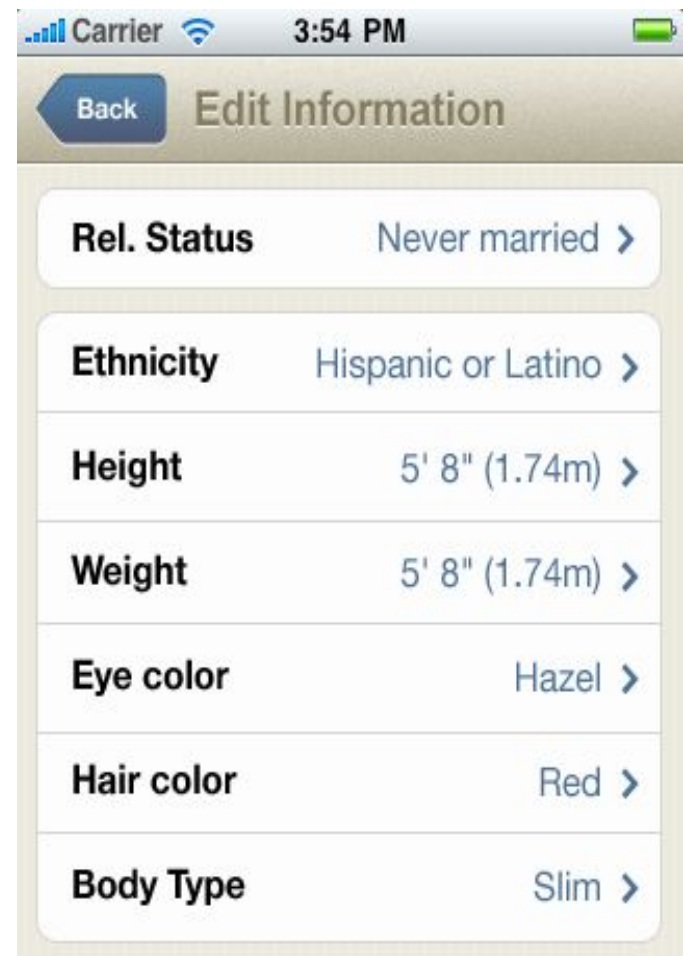 Carrier 3:54 PM
Back Edit Information
Rel. Status Never married
Ethnicity Hispanic or Latino
Height 5' 8" (1.74m)
Weight 5' 8" (1.74m)
Eye color Hazel
Hair color Red
Body Type Slim